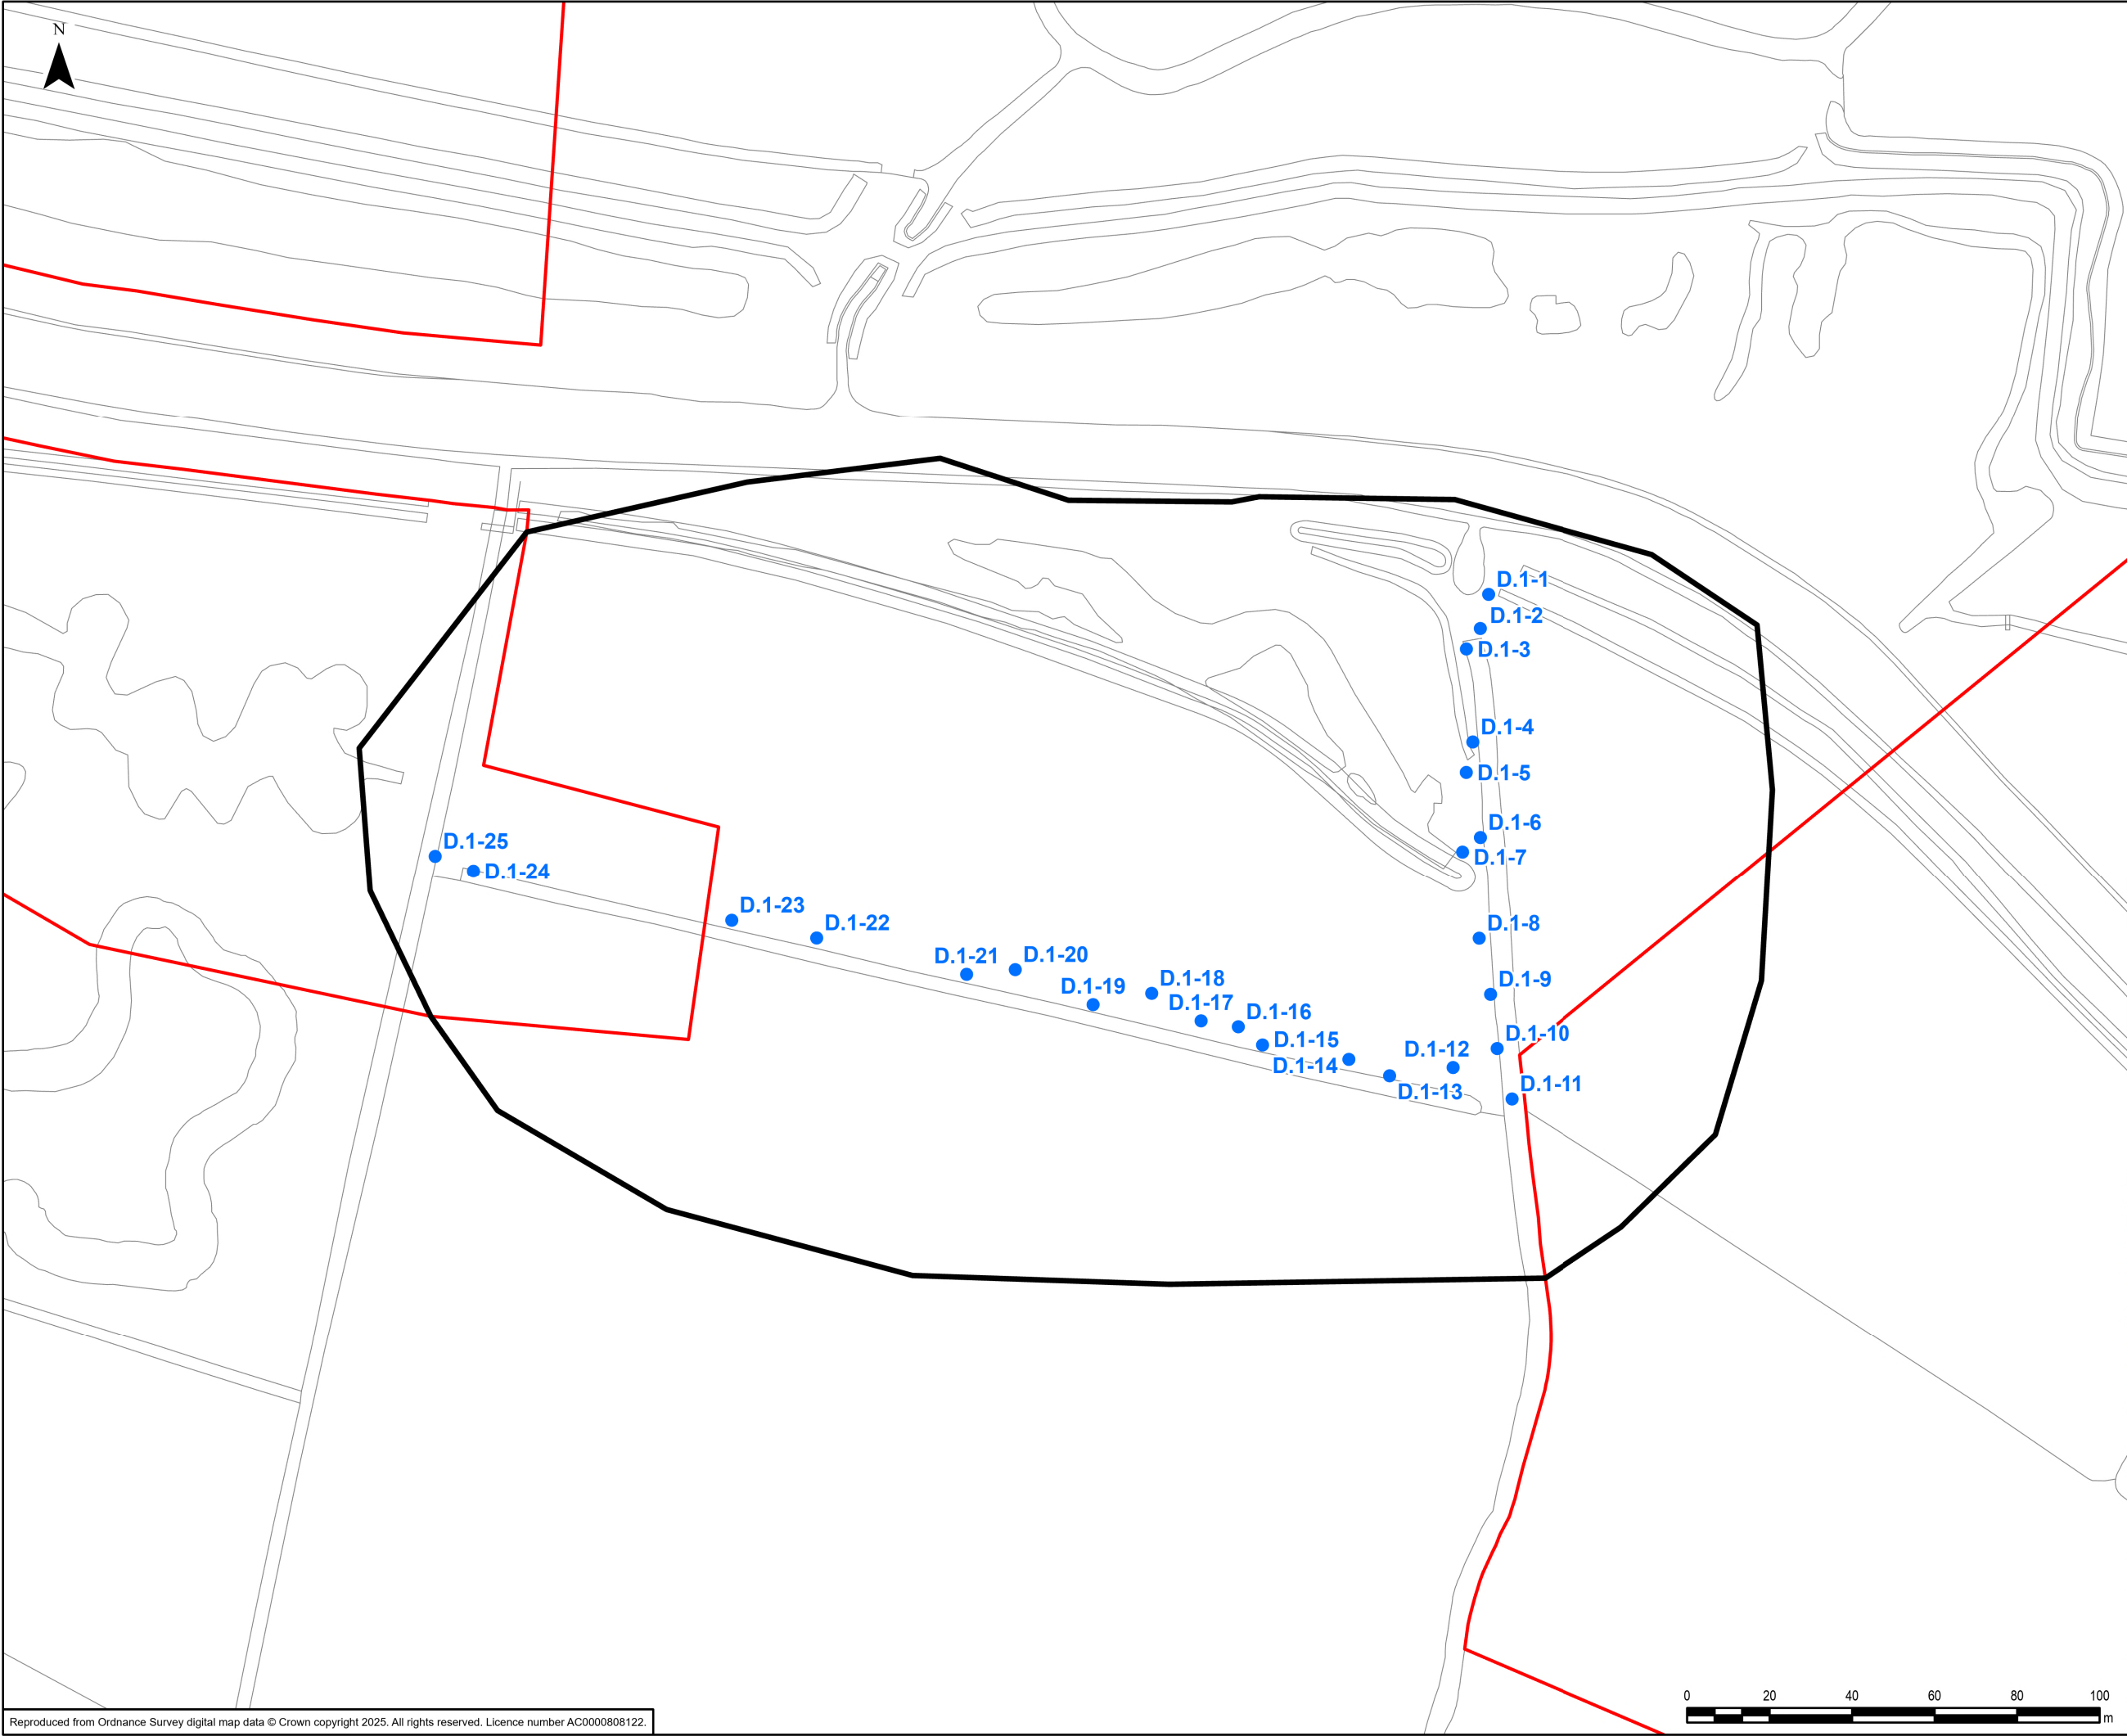 N
D.1-1
D.1-2
D.1-3
D.1-4
D.1-5
D.1-6
D.1-7
D.1-25
D.1-24
D.1-23
D.1-22
D.1-8
D.1-21
D.1-20
D.1-19
D.1-18
D.1-17
D.1-16
D.1-9
D.1-15
D.1-14
D.1-12
D.1-10
D.1-13
D.1-11
0 20 40 60 80 100
m
Reproduced from Ordnance Survey digital map data © Crown copyright 2025. All rights reserved. Licence number AC0000808122.